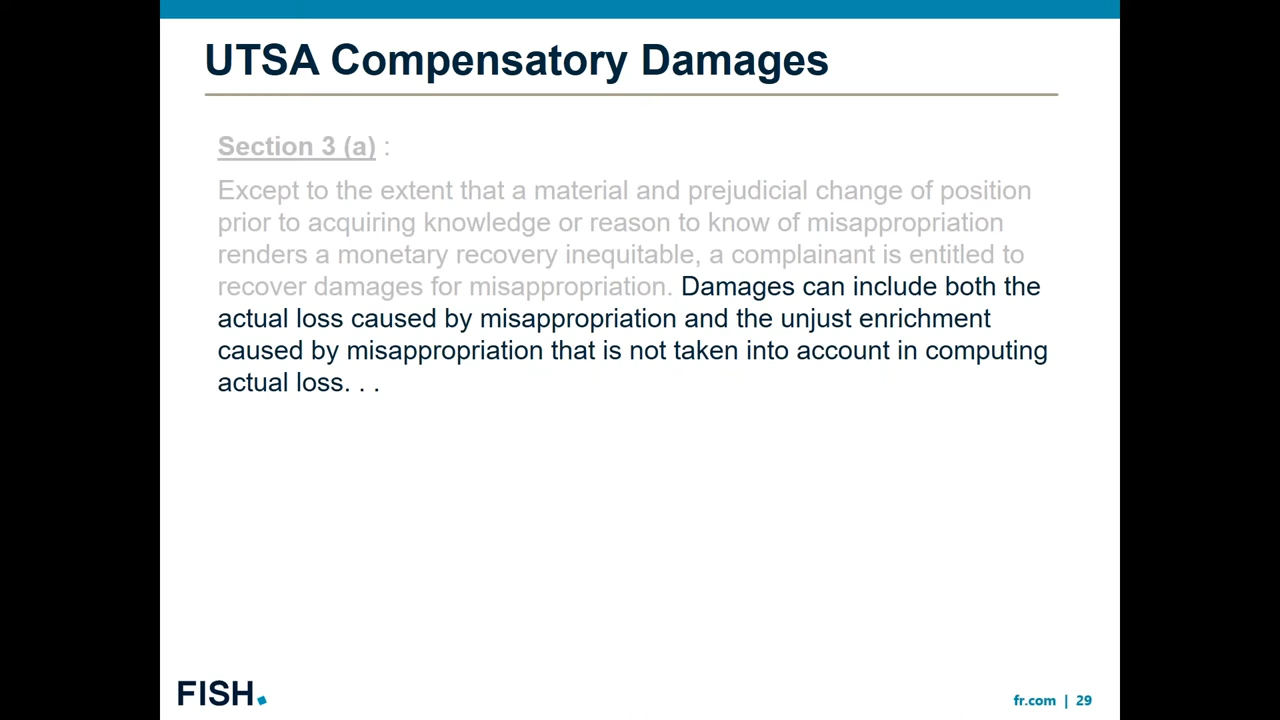 UTSA Compensatory Damages
Section 3 (a) :
Except to the extent that a material and prejudicial change of position
prior to acquiring knowledge or reason to know of misappropriation
renders a monetary recovery inequitable, a complainant is entitled to
recover damages for misappropriation. Damages can include both the
actual loss caused by misappropriation and the unjust enrichment
caused by misappropriation that is not taken into account in computing
actual loss. . .
FISH.
fr.com | 29